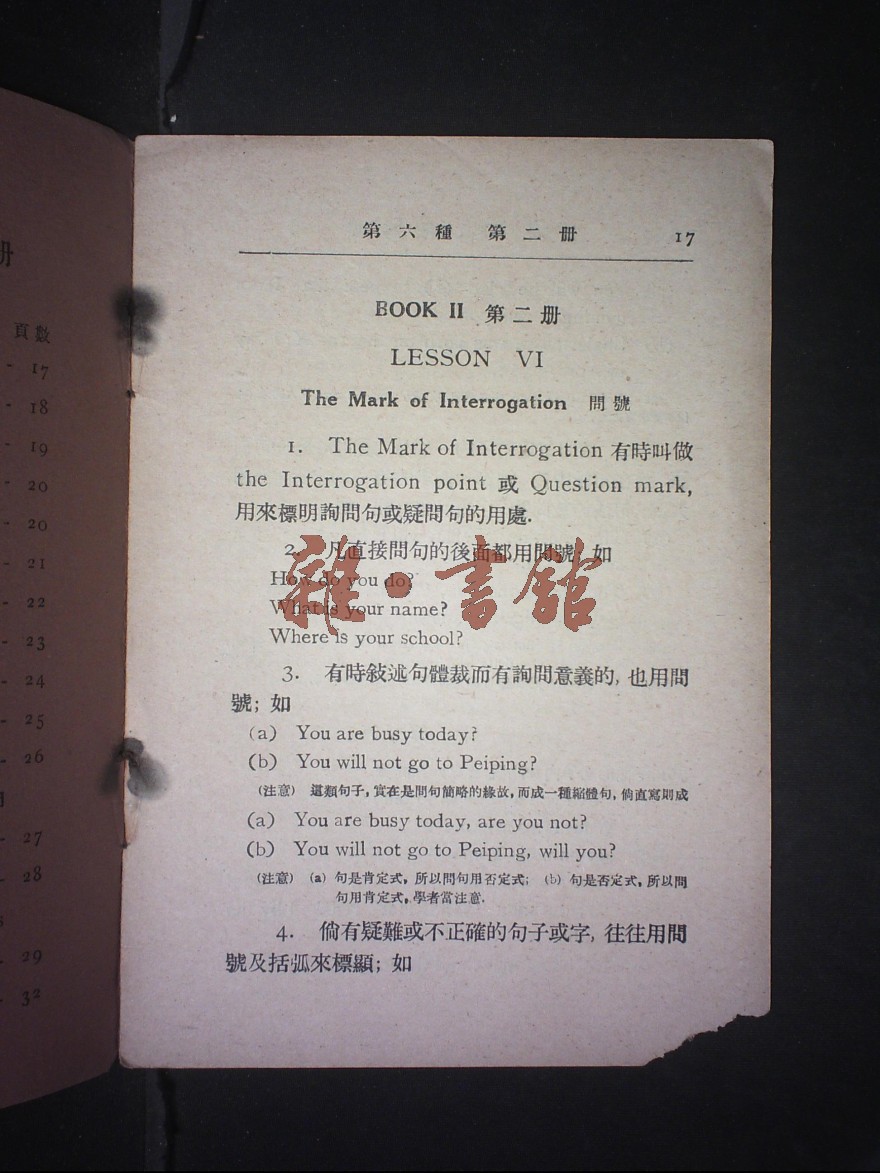 册
頁數
- 17
- 18
- 19
- 20
- 20
- 21
- 22
- 23
- 24
- 25
- 26
- 27
- 28
- 29
- 32
第六種 第二册 17
BOOK II 第二册
LESSON VI
The Mark of Interrogation 問號
1. The Mark of Interrogation 有時叫做
the Interrogation point 或 Question mark,
用來標明詢問句或疑問句的用處.
2. 凡直接問句的後面都用問號; 如
How do you do?
What is your name?
Where is your school?
3. 有時敍述句體裁而有詢問意義的, 也用問
號; 如
(a) You are busy today?
(b) You will not go to Peiping?
(注意) 這類句子, 實在是問句簡略的緣故, 而成一種縮體句, 倘直寫則成
(a) You are busy today, are you not?
(b) You will not go to Peiping, will you?
(注意) (a) 句是肯定式, 所以問句用否定式; (b) 句是否定式, 所以問
句用肯定式, 學者當注意.
4. 倘有疑難或不正確的句子或字, 往往用問
號及括弧來標顯; 如
雜·書館